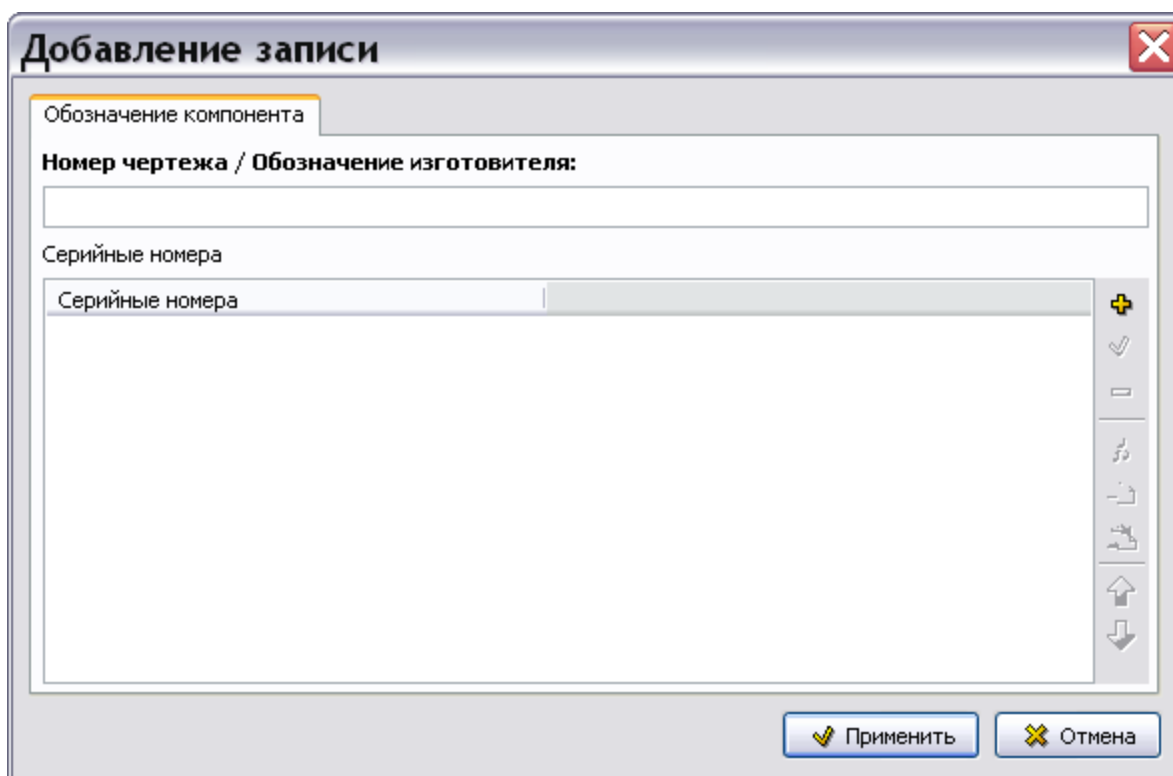 Добавление записи
Обозначение компонента
Номер чертежа / Обозначение изготовителя:
Серийные номера
Серийные номера
Применить
Отмена